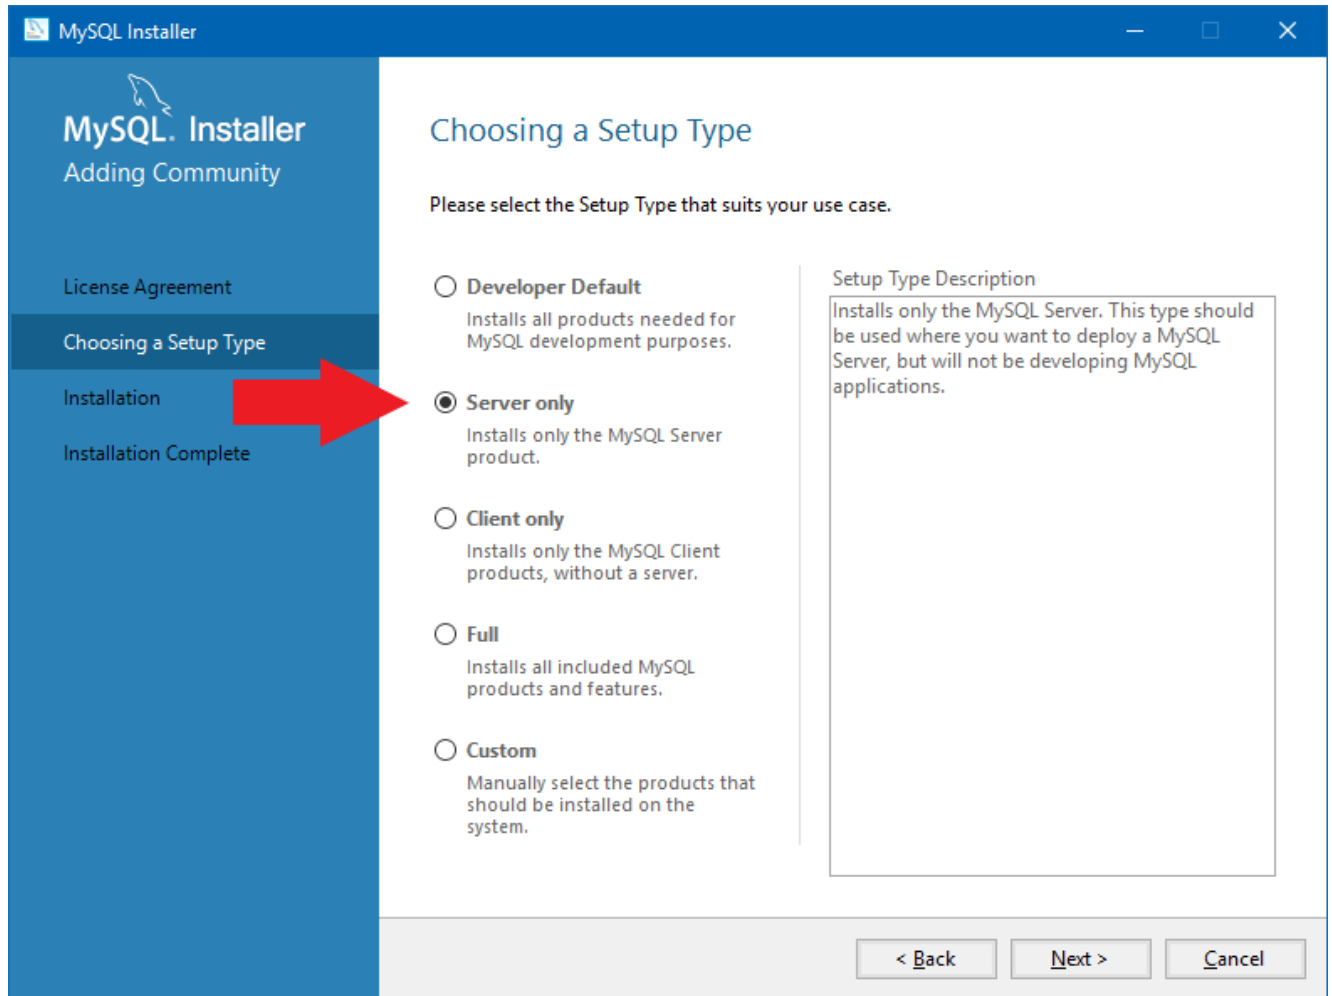 MySQL Installer
MySQL. Installer
Adding Community
License Agreement
Choosing a Setup Type
Installation
Installation Complete
Choosing a Setup Type
Please select the Setup Type that suits your use case.
Developer Default
Installs all products needed for
MySQL development purposes.
Server only
Installs only the MySQL Server
product.
Client only
Installs only the MySQL Client
products, without a server.
Full
Installs all included MySQL
products and features.
Custom
Manually select the products that
should be installed on the
system.
Setup Type Description
Installs only the MySQL Server. This type should
be used where you want to deploy a MySQL
Server, but will not be developing MySQL
applications.
< Back
Next >
Cancel